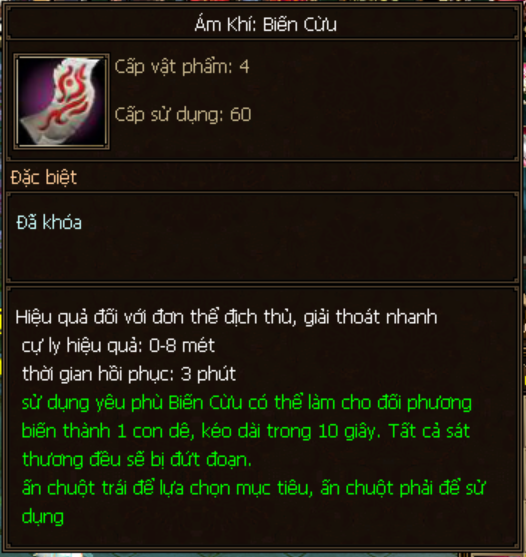 Ám Khí: Biến Cừu
Cấp vật phẩm: 4
Cấp sử dụng: 60
Đặc biệt
Đã khóa
Hiệu quả đối với đơn thể địch thủ, giải thoát nhanh
cự ly hiệu quả: 0-8 mét
thời gian hồi phục: 3 phút
sử dụng yêu phù Biến Cừu có thể làm cho đối phương
biến thành 1 con dê, kéo dài trong 10 giây. Tất cả sát
thương đều sẽ bị đứt đoạn.
ấn chuột trái để lựa chọn mục tiêu, ấn chuột phải để sử
dụng